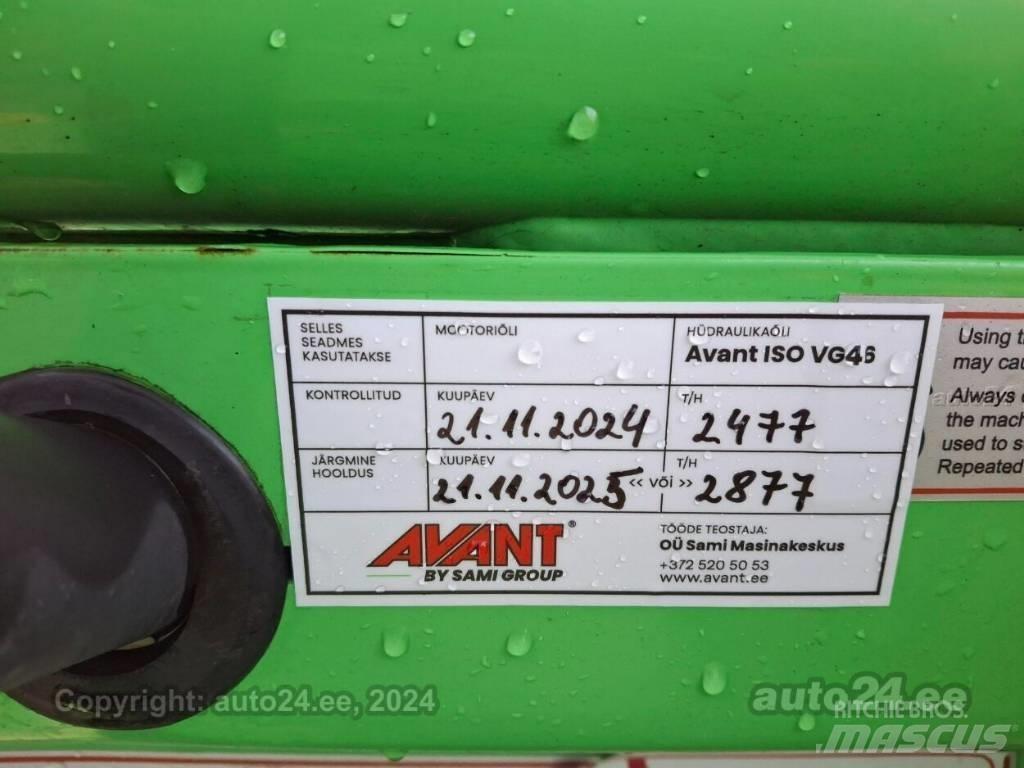 SELLES
SEADMES
KASUTATAKSE
MOOTORIÕLI
HÜDRAULIKAÕLI
Avant ISO VG46
KONTROLLITUD
KUUPÄEV
21.11.2024
T/H
2477
JÄRGMINE
HOOLDUS
KUUPÄEV
21.11.2025
<< või >>
T/H
2877
AVANT®
BY SAMI GROUP
TÖÖDE TEOSTAJA:
OÜ Sami Masinakeskus
+372 520 50 53
www.avant.ee
Using
may
Always
the
used to
Repeated
auto24.ee
Copyright: auto24.ee, 2024
auto24.ee
RITCHIE BROS.
MASCUS